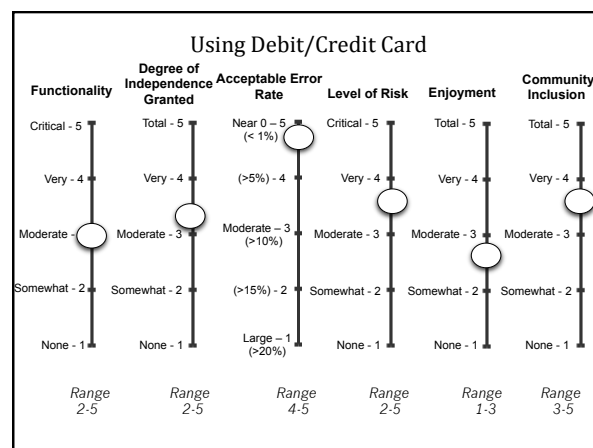 Using Debit/Credit Card
Functionality
Critical - 5
Very - 4
Moderate -
Somewhat - 2
None - 1
Range
2-5
Degree of
Independence
Granted
Total - 5
Very - 4
Moderate - 3
Somewhat - 2
None - 1
Range
2-5
Acceptable Error
Rate
Near 0 – 5
(< 1%)
(>5%) - 4
Moderate – 3
(>10%)
(>15%) - 2
Large – 1
(>20%)
Range
4-5
Level of Risk
Critical - 5
Very - 4
Moderate - 3
Somewhat - 2
None - 1
Range
2-5
Enjoyment
Total - 5
Very - 4
Moderate - 3
Somewhat - 2
None - 1
Range
1-3
Community
Inclusion
Total - 5
Very - 4
Moderate - 3
Somewhat - 2
None - 1
Range
3-5